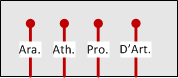 Ara. Ath. Pro. D'Art.